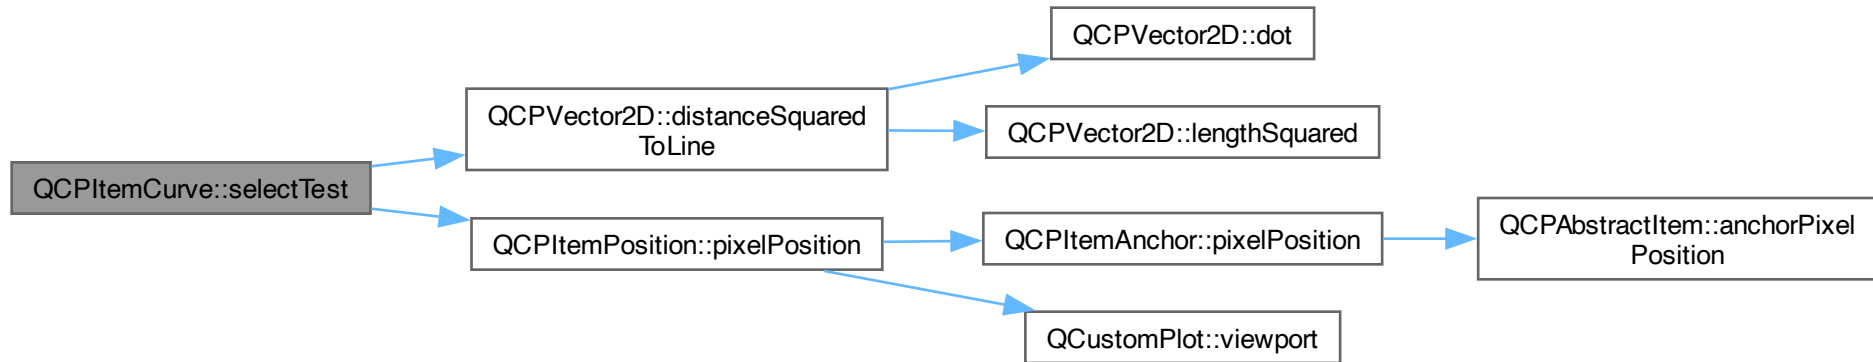 QCPItemCurve::selectTest
QCPVector2D::distanceSquared
ToLine
QCPItemPosition::pixelPosition
QCPVector2D::dot
QCPVector2D::lengthSquared
QCPItemAnchor::pixelPosition
QCustomPlot::viewport
QCPAbstractItem::anchorPixel
Position